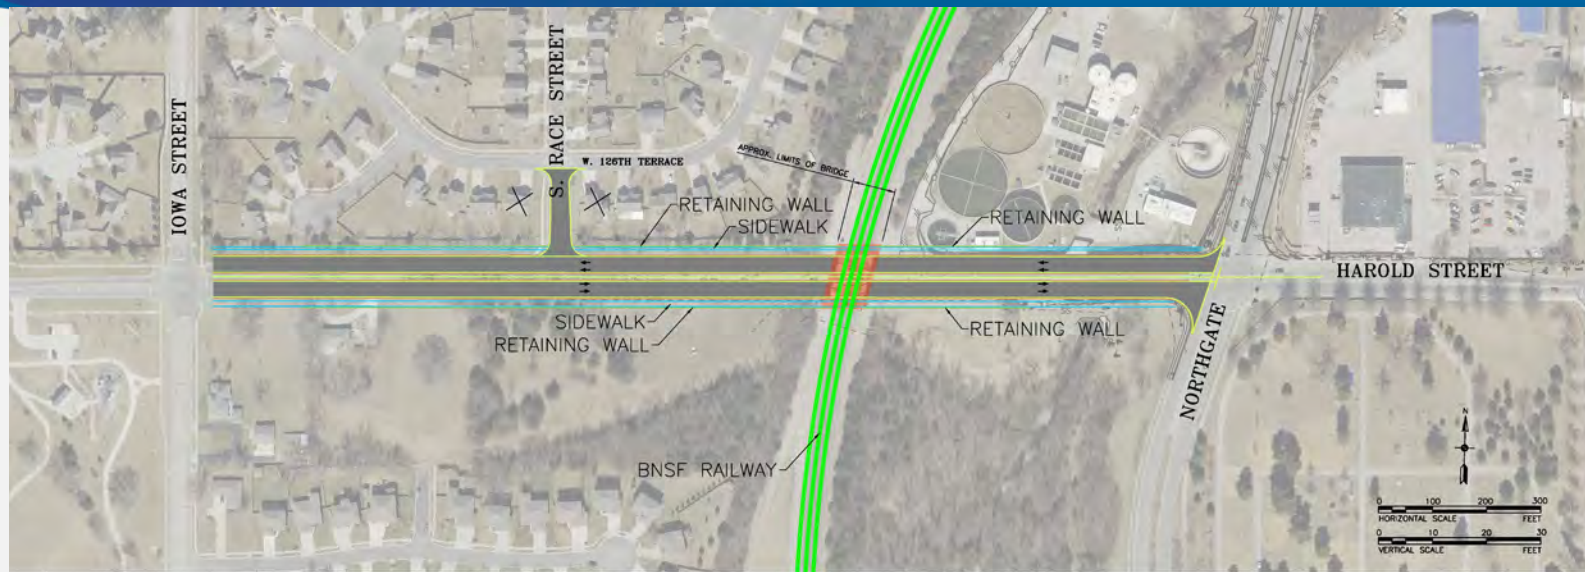 IOWA STREET
S. RACE STREET
W. 126TH TERRACE
APPROX. LIMITS OF BRIDGE
RETAINING WALL
SIDEWALK
RETAINING WALL
HAROLD STREET
SIDEWALK
RETAINING WALL
RETAINING WALL
NORTHGATE
BNSF RAILWAY
N
0 100 200 300
HORIZONTAL SCALE FEET
0 10 20 30
VERTICAL SCALE FEET